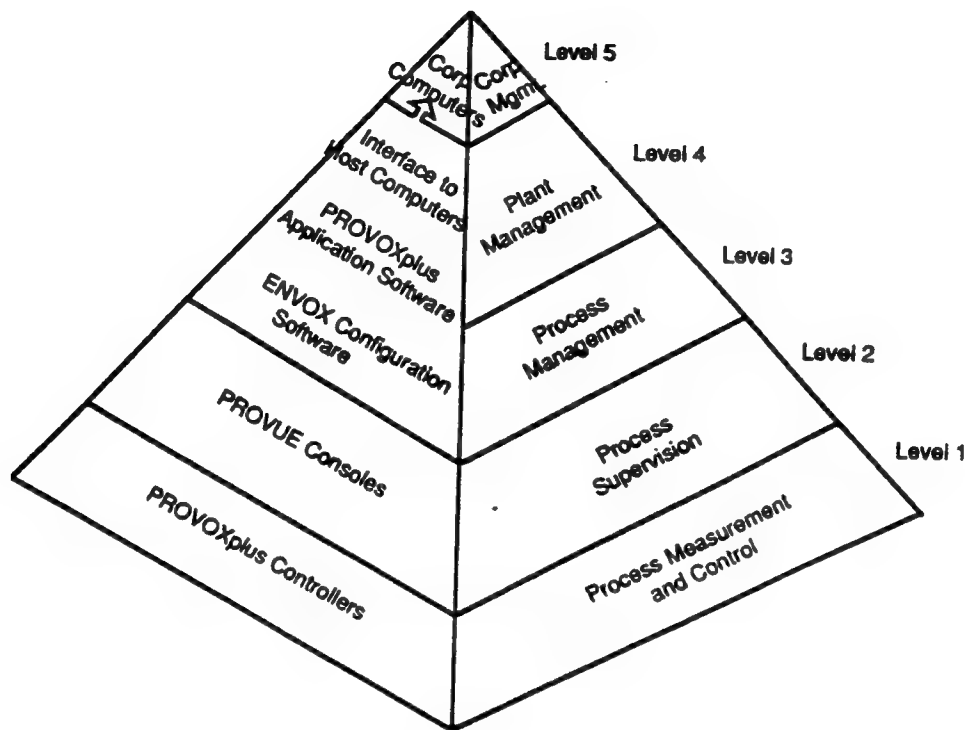 Level 5
Corp
Computers
Corp
Mgmt.
Level 4
Interface to
Host Computers
Plant
Management
PROVOXplus
Application Software
Level 3
ENVOX Configuration
Software
Process
Management
Level 2
PROVUE Consoles
Process
Supervision
Level 1
PROVOXplus Controllers
Process Measurement
and Control